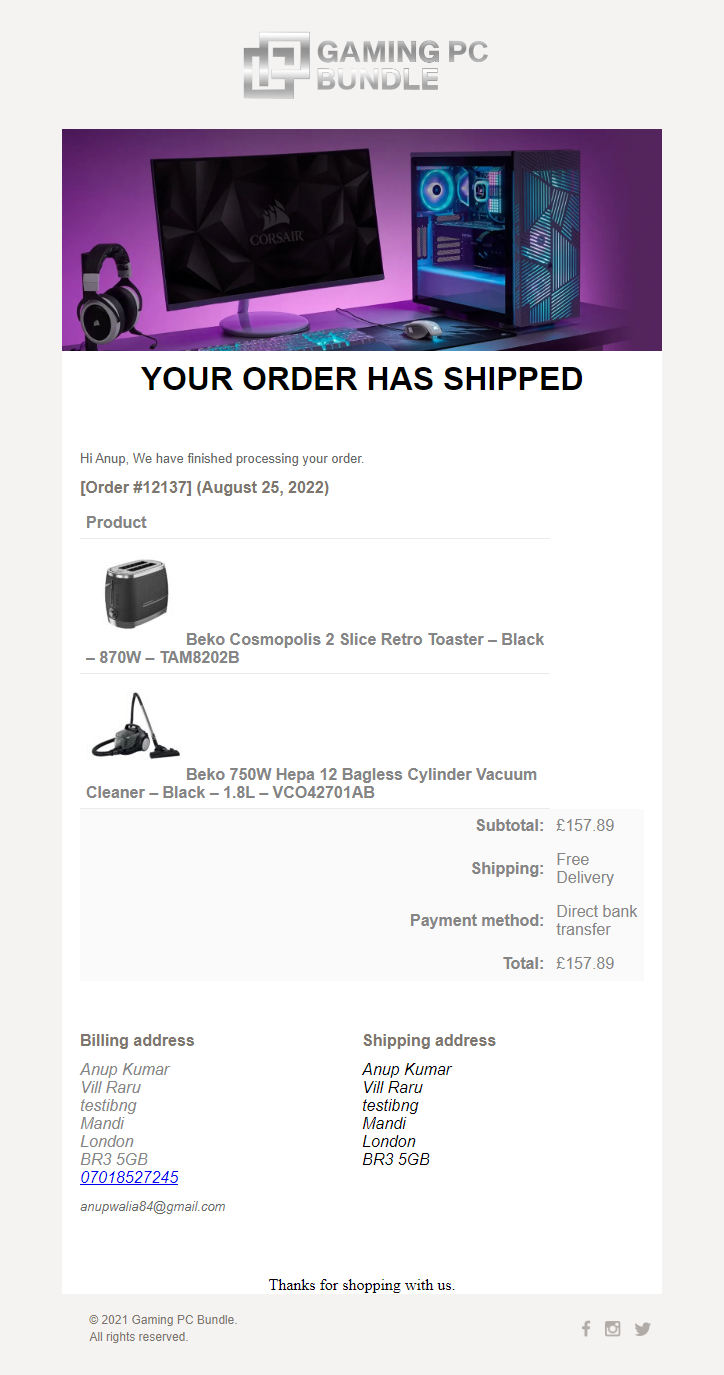 GAMING PC
BUNDLE
CORSAIR
YOUR ORDER HAS SHIPPED
Hi Anup, We have finished processing your order.
[Order #12137] (August 25, 2022)
Product
Beko Cosmopolis 2 Slice Retro Toaster – Black
– 870W – TAM8202B
Beko 750W Hepa 12 Bagless Cylinder Vacuum
Cleaner – Black – 1.8L – VCO42701AB
Subtotal: £157.89
Shipping: Free
Delivery
Payment method: Direct bank
transfer
Total: £157.89
Billing address
Anup Kumar
Vill Raru
testibng
Mandi
London
BR3 5GB
07018527245
anupwalia84@gmail.com
Shipping address
Anup Kumar
Vill Raru
testibng
Mandi
London
BR3 5GB
Thanks for shopping with us.
© 2021 Gaming PC Bundle.
All rights reserved.